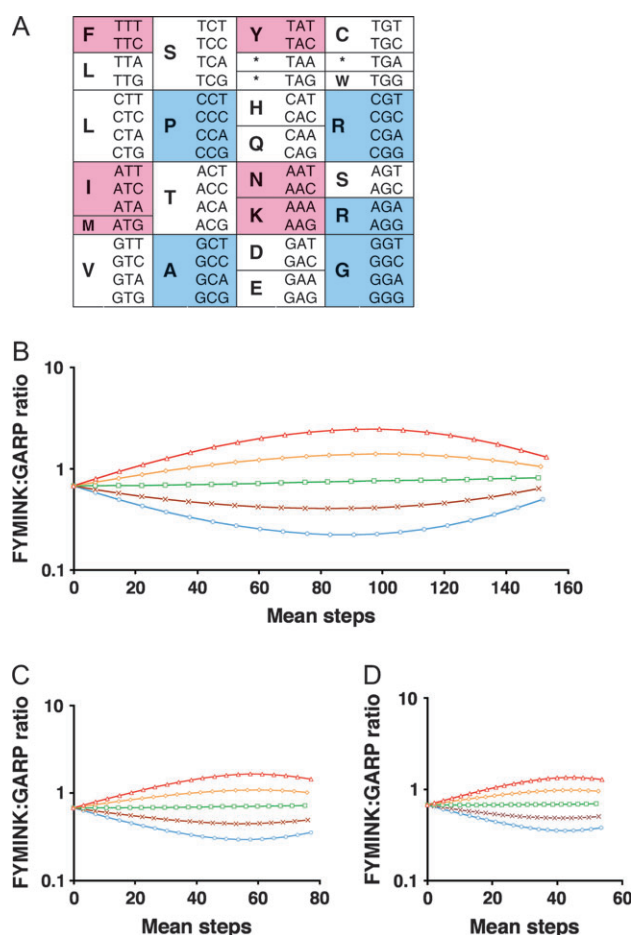 A
F TTT S TCT Y TAT C TGT
TTC TCC TAC TGC
L TTA TCA * TAA * TGA
TTG TCG * TAG W TGG
L CTT P CCT H CAT R CGT
CTC CCC CAC CGC
CTA CCA Q CAA CGA
CTG CCG CAG CGG
I ATT T ACT N AAT S AGT
ATC ACC AAC AGC
ATA ACA K AAA R AGA
M ATG ACG AAG AGG
V GTT A GCT D GAT G GGT
GTC GCC GAC GGC
GTA GCA E GAA GGA
GTG GCG GAG GGG
B
FYMINK:GARP ratio
10
1
0.1
0 20 40 60 80 100 120 140 160
Mean steps
C
FYMINK:GARP ratio
10
1
0.1
0 20 40 60 80
Mean steps
D
FYMINK:GARP ratio
10
1
0.1
0 20 40 60
Mean steps